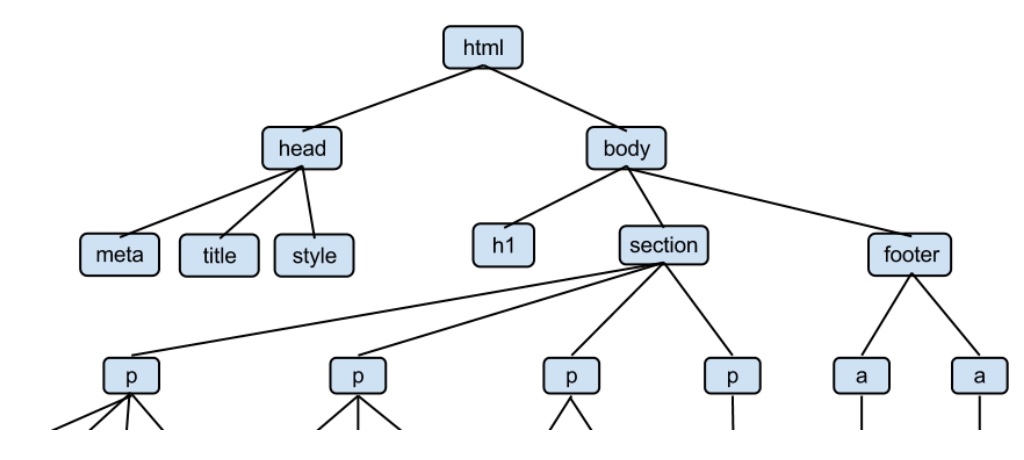 html
head
body
meta
title
style
h1
section
footer
p
p
p
p
a
a